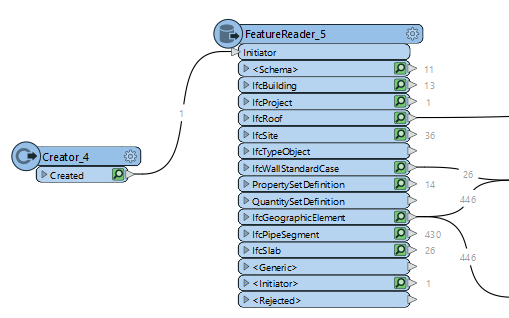 FeatureReader_5
Initiator
<Schema> 11
IfcBuilding 13
IfcProject 1
IfcRoof
IfcSite 36
IfcTypeObject
IfcWallStandardCase 26
PropertySetDefinition 14
QuantitySetDefinition 446
IfcGeographicElement
IfcPipeSegment 430
IfcSlab 26 446
<Generic>
<Initiator> 1
<Rejected>
1
Creator_4
Created